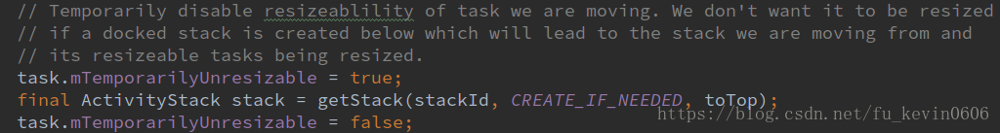 // Temporarily disable resizeablility of task we are moving. We don't want it to be resized
// if a docked stack is created below which will lead to the stack we are moving from and
// its resizeable tasks being resized.
task.mTemporarilyUnresizable = true;
final ActivityStack stack = getStack(stackId, CREATE_IF_NEEDED, toTop);
task.mTemporarilyUnresizable = false;
https://blog.csdn.net/fu_kevin0606